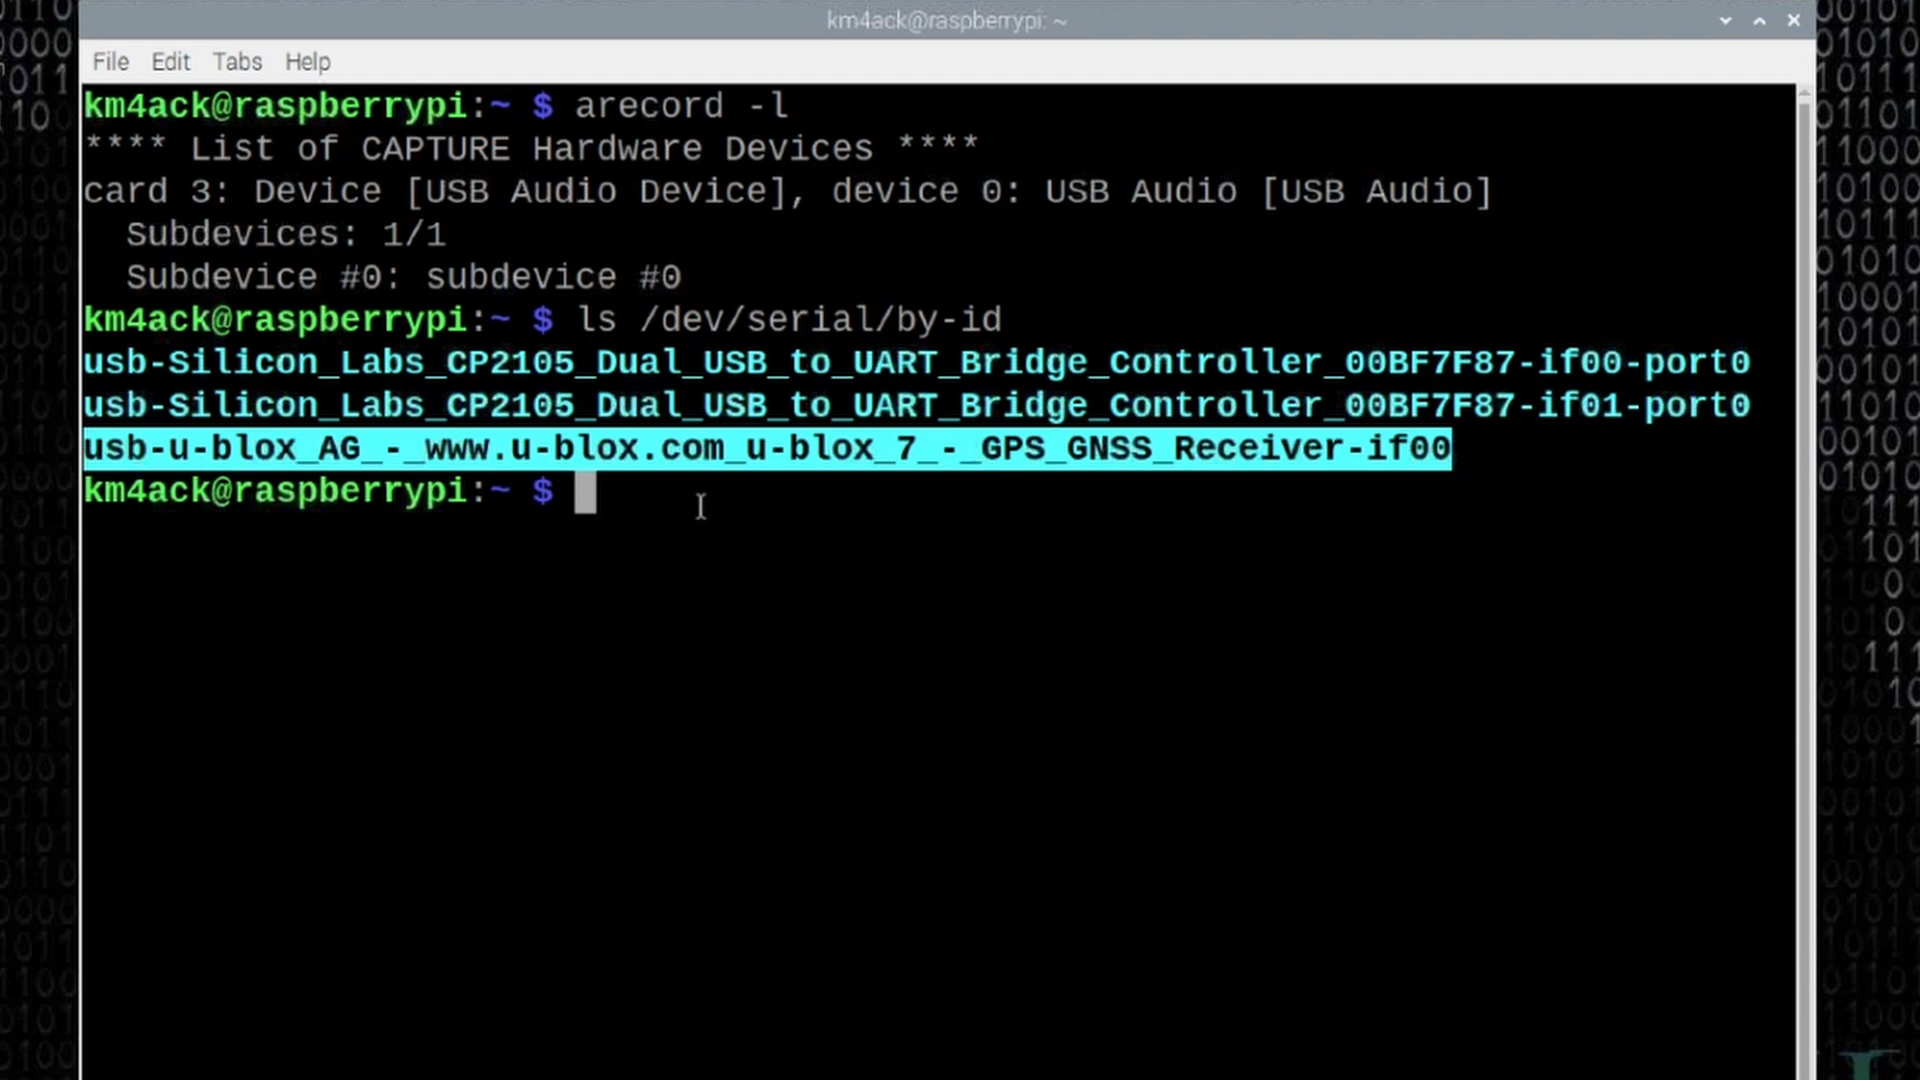 km4ack@raspberrypi: ~
File Edit Tabs Help
km4ack@raspberrypi:~ $ arecord -l
**** List of CAPTURE Hardware Devices ****
card 3: Device [USB Audio Device], device 0: USB Audio [USB Audio]
  Subdevices: 1/1
  Subdevice #0: subdevice #0
km4ack@raspberrypi:~ $ ls /dev/serial/by-id
usb-Silicon_Labs_CP2105_Dual_USB_to_UART_Bridge_Controller_00BF7F87-if00-port0
usb-Silicon_Labs_CP2105_Dual_USB_to_UART_Bridge_Controller_00BF7F87-if01-port0
usb-u-blox_AG_-_www.u-blox.com_u-blox_7_-_GPS_GNSS_Receiver-if00
km4ack@raspberrypi:~ $